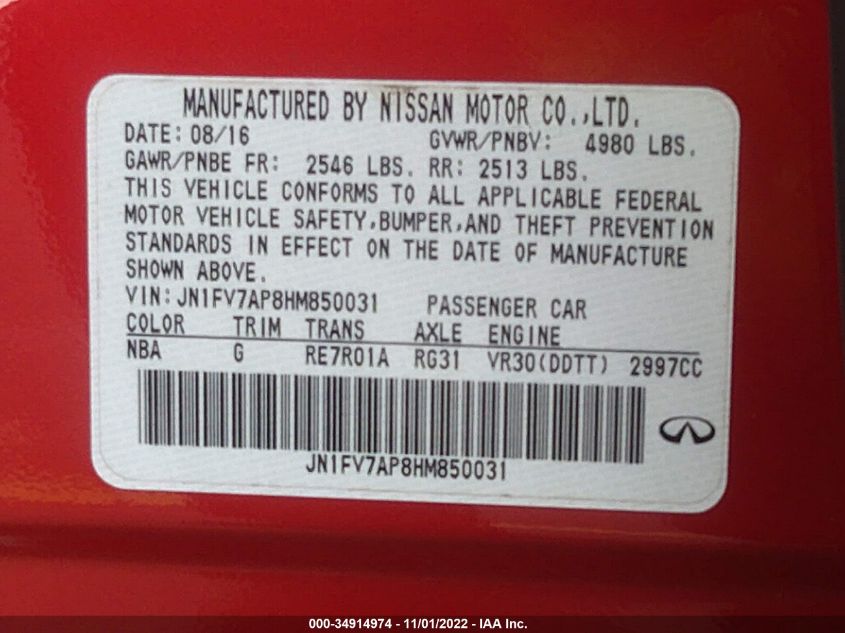 MANUFACTURED BY NISSAN MOTOR CO.,LTD.
DATE: 08/16 GVWR/PNBV: 4980 LBS.
GAWR/PNBE FR: 2546 LBS. RR: 2513 LBS.
THIS VEHICLE CONFORMS TO ALL APPLICABLE FEDERAL
MOTOR VEHICLE SAFETY,BUMPER,AND THEFT PREVENTION
STANDARDS IN EFFECT ON THE DATE OF MANUFACTURE
SHOWN ABOVE.
VIN: JN1FV7AP8HM850031 PASSENGER CAR
COLOR TRIM TRANS AXLE ENGINE
NBA G RE7R01A RG31 VR30(DDTT) 2997CC
JN1FV7AP8HM850031
000-34914974 - 11/01/2022 - IAA Inc.